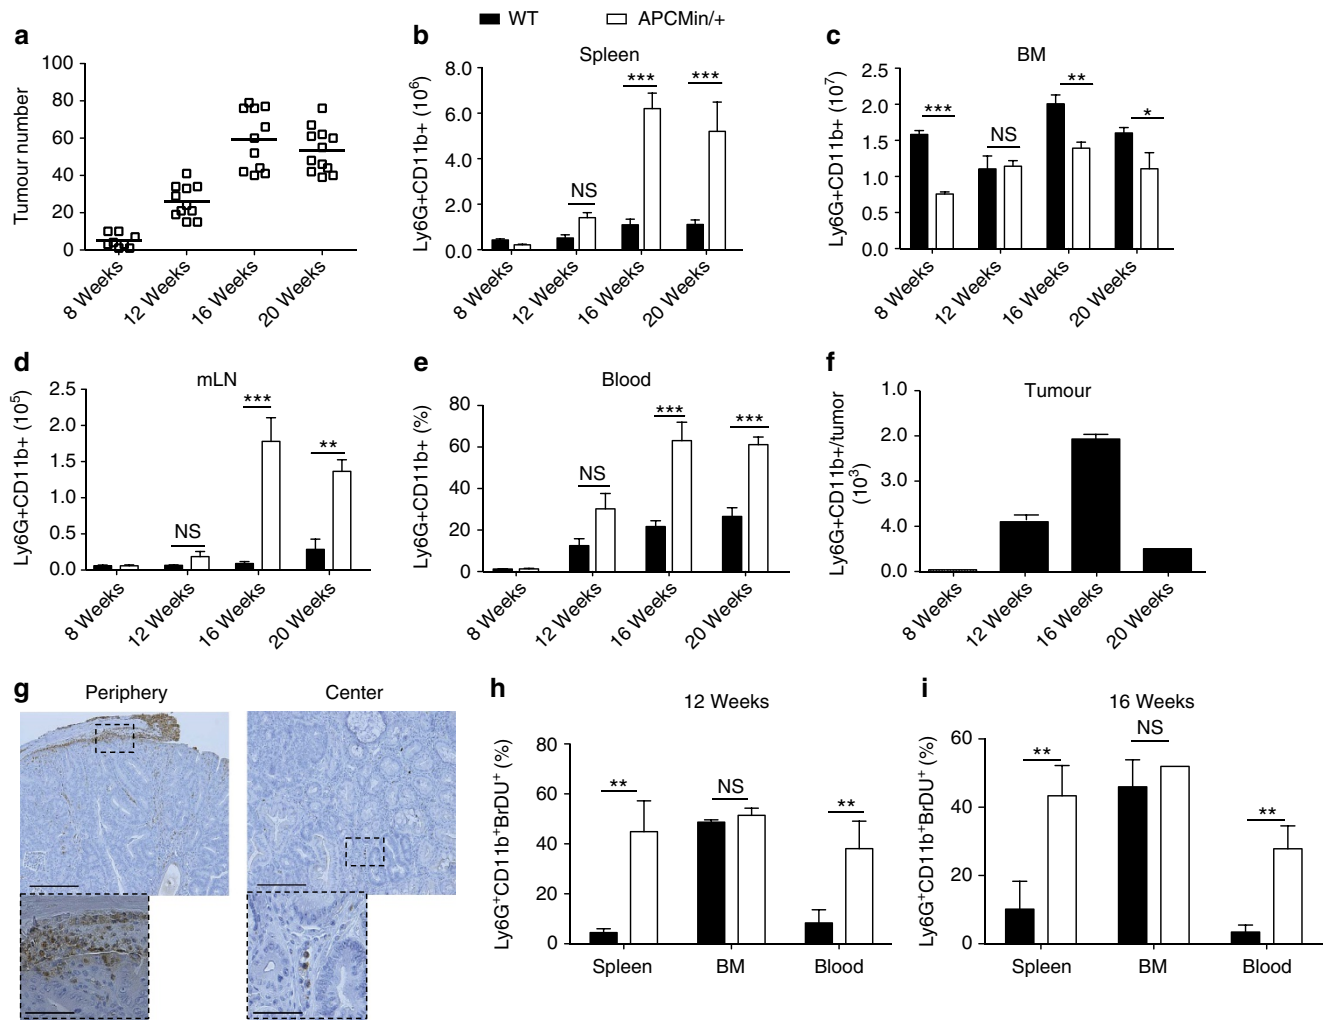 WT APCMin/+
a
Tumour number
100
80
60
40
20
0
8 Weeks
12 Weeks
16 Weeks
20 Weeks
b
Spleen
Ly6G+CD11b+ (10⁶)
8.0
6.0
4.0
2.0
0.0
NS
***
***
8 Weeks
12 Weeks
16 Weeks
20 Weeks
c
BM
Ly6G+CD11b+ (10⁷)
2.5
2.0
1.5
1.0
0.5
0.0
***
NS
**
*
8 Weeks
12 Weeks
16 Weeks
20 Weeks
d
mLN
Ly6G+CD11b+ (10⁵)
2.5
2.0
1.5
1.0
0.5
0.0
NS
***
**
8 Weeks
12 Weeks
16 Weeks
20 Weeks
e
Blood
Ly6G+CD11b+ (%)
80
60
40
20
0
NS
***
***
8 Weeks
12 Weeks
16 Weeks
20 Weeks
f
Tumour
Ly6G+CD11b+/tumor
(10³)
1.0
2.0
3.0
4.0
0.0
8 Weeks
12 Weeks
16 Weeks
20 Weeks
g
Periphery
Center
h
12 Weeks
Ly6G⁺CD11b⁺BrDU⁺ (%)
80
60
40
20
0
**
NS
**
Spleen
BM
Blood
i
16 Weeks
Ly6G⁺CD11b⁺BrDU⁺ (%)
60
40
20
0
**
NS
**
Spleen
BM
Blood